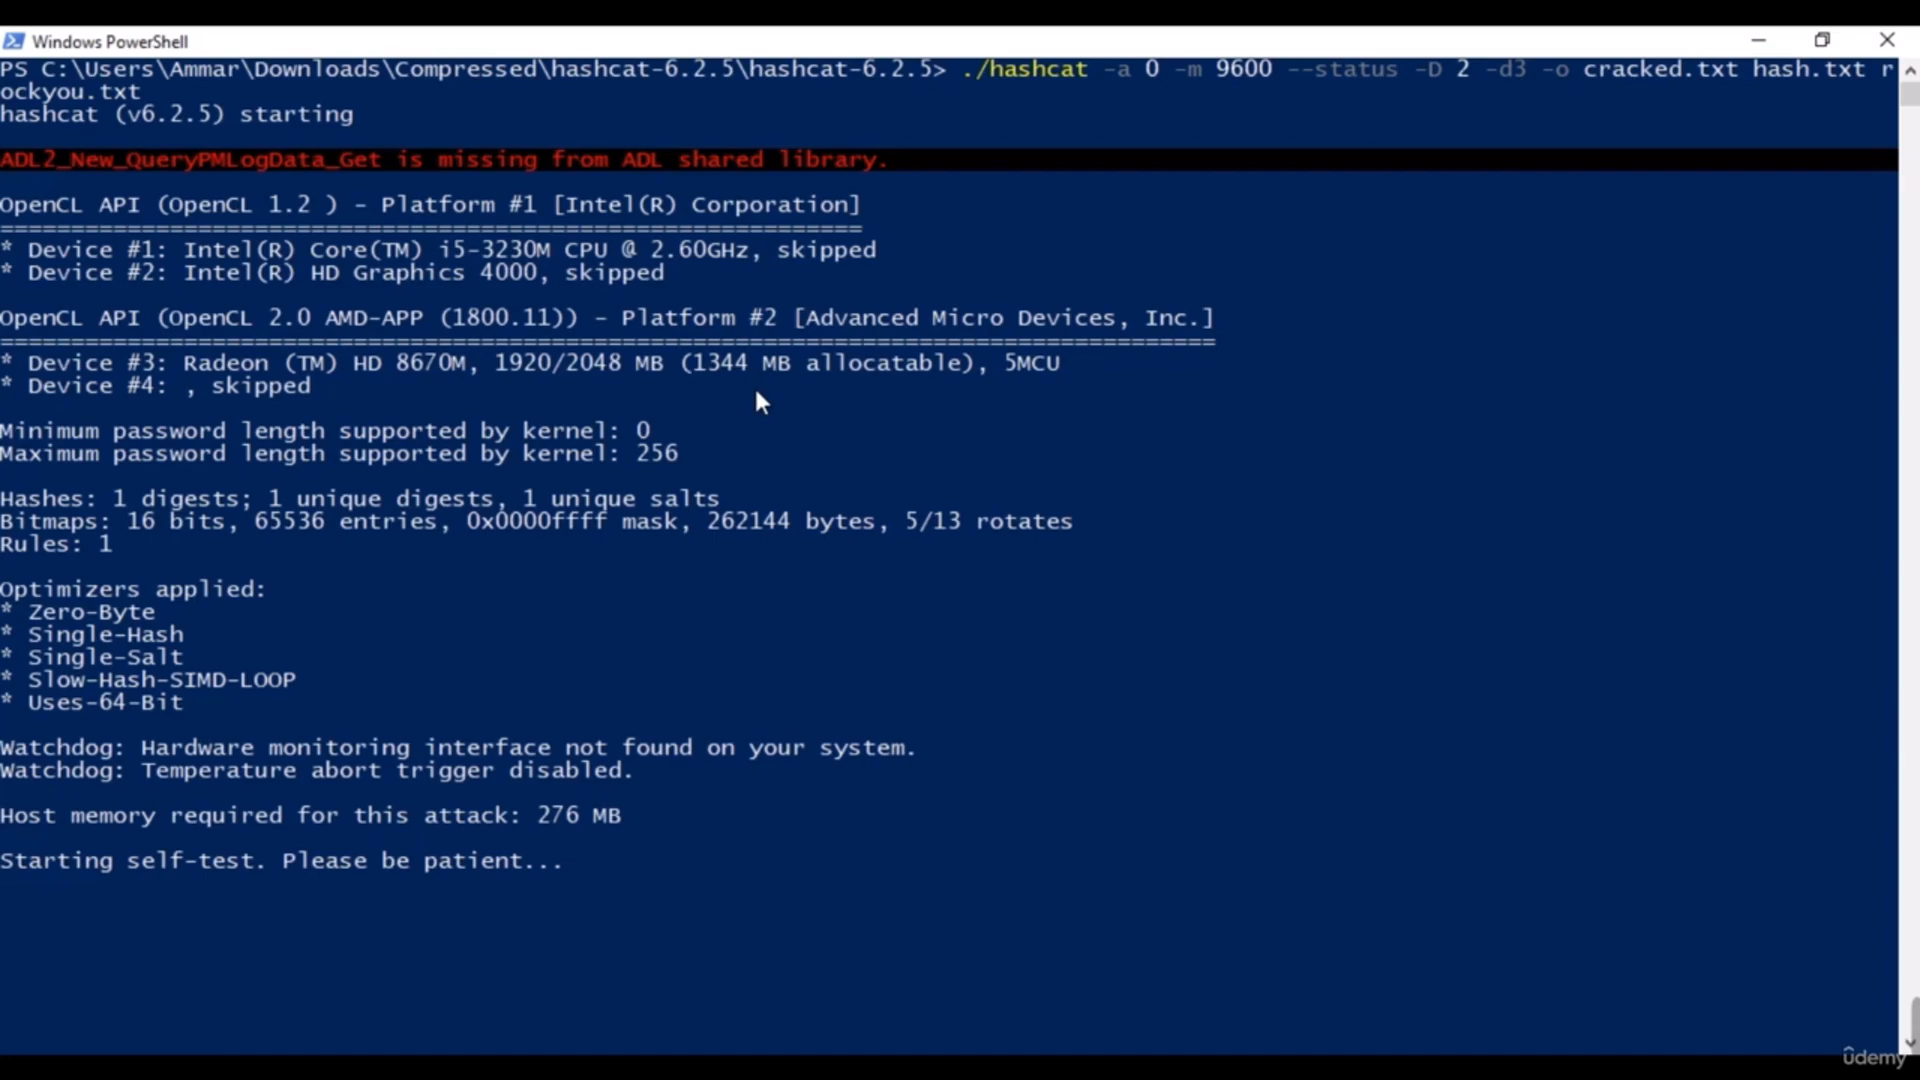 Windows PowerShell
PS C:\Users\Ammar\Downloads\Compressed\hashcat-6.2.5\hashcat-6.2.5> ./hashcat -a 0 -m 9600 --status -D 2 -d3 -o cracked.txt hash.txt r
ockyou.txt
hashcat (v6.2.5) starting
ADL2_New_QueryPMLogData_Get is missing from ADL shared library.
OpenCL API (OpenCL 1.2 ) - Platform #1 [Intel(R) Corporation]
=============================================================
* Device #1: Intel(R) Core(TM) i5-3230M CPU @ 2.60GHz, skipped
* Device #2: Intel(R) HD Graphics 4000, skipped
OpenCL API (OpenCL 2.0 AMD-APP (1800.11)) - Platform #2 [Advanced Micro Devices, Inc.]
======================================================================================
* Device #3: Radeon (TM) HD 8670M, 1920/2048 MB (1344 MB allocatable), 5MCU
* Device #4: , skipped
Minimum password length supported by kernel: 0
Maximum password length supported by kernel: 256
Hashes: 1 digests; 1 unique digests, 1 unique salts
Bitmaps: 16 bits, 65536 entries, 0x0000ffff mask, 262144 bytes, 5/13 rotates
Rules: 1
Optimizers applied:
* Zero-Byte
* Single-Hash
* Single-Salt
* Slow-Hash-SIMD-LOOP
* Uses-64-Bit
Watchdog: Hardware monitoring interface not found on your system.
Watchdog: Temperature abort trigger disabled.
Host memory required for this attack: 276 MB
Starting self-test. Please be patient...
ûdemy